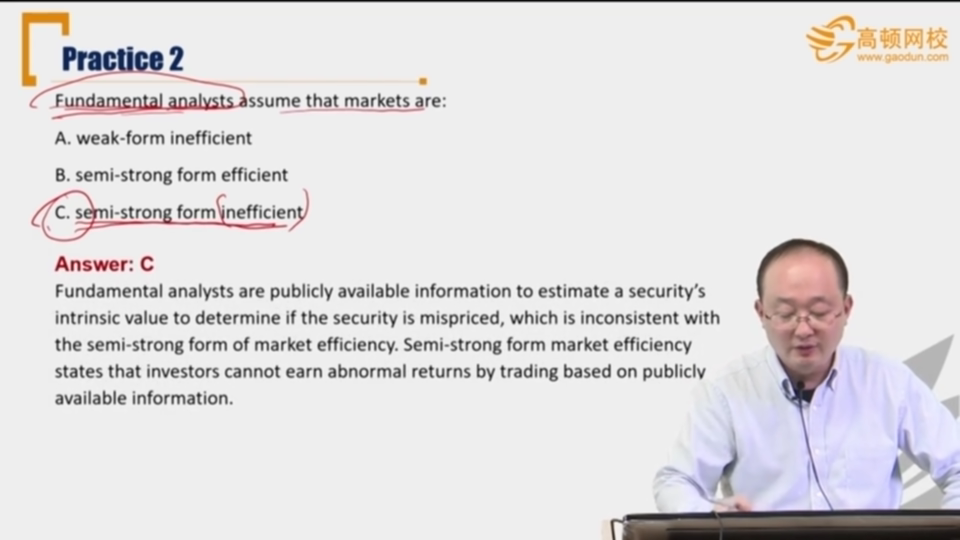 Practice 2
高顿网校
www.gaodun.com
Fundamental analysts assume that markets are:
A. weak-form inefficient
B. semi-strong form efficient
C. semi-strong form inefficient
Answer: C
Fundamental analysts are publicly available information to estimate a security's
intrinsic value to determine if the security is mispriced, which is inconsistent with
the semi-strong form of market efficiency. Semi-strong form market efficiency
states that investors cannot earn abnormal returns by trading based on publicly
available information.